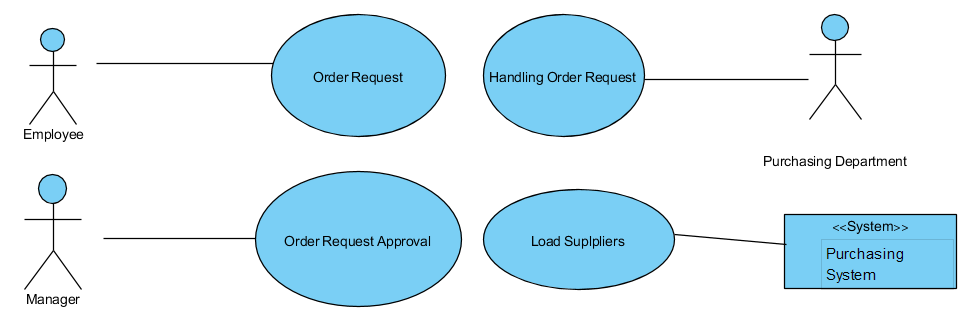 Order Request
Handling Order Request
Employee
Purchasing Department
Order Request Approval
Load Suplpliers
<<System>>
Purchasing
System
Manager